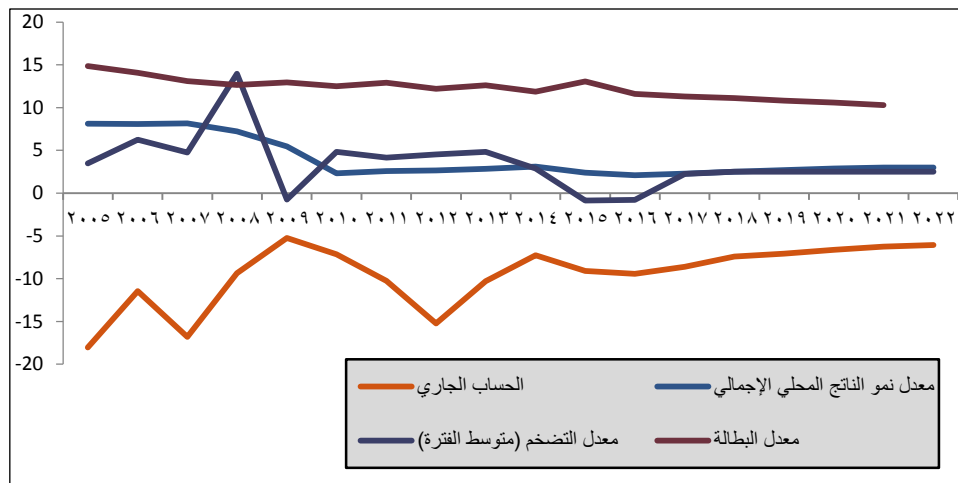 20
15
10
5
0
-5
-10
-15
-20
٢٠٠٥ ٢٠٠٦ ٢٠٠٧ ٢٠٠٨ ٢٠٠٩ ٢٠١٠ ٢٠١١ ٢٠١٢ ٢٠١٣ ٢٠١٤ ٢٠١٥ ٢٠١٦ ٢٠١٧ ٢٠١٨ ٢٠١٩ ٢٠٢٠ ٢٠٢١ ٢٠٢٢
معدل نمو الناتج المحلي الإجمالي
الحساب الجاري
معدل البطالة
معدل التضخم (متوسط الفترة)